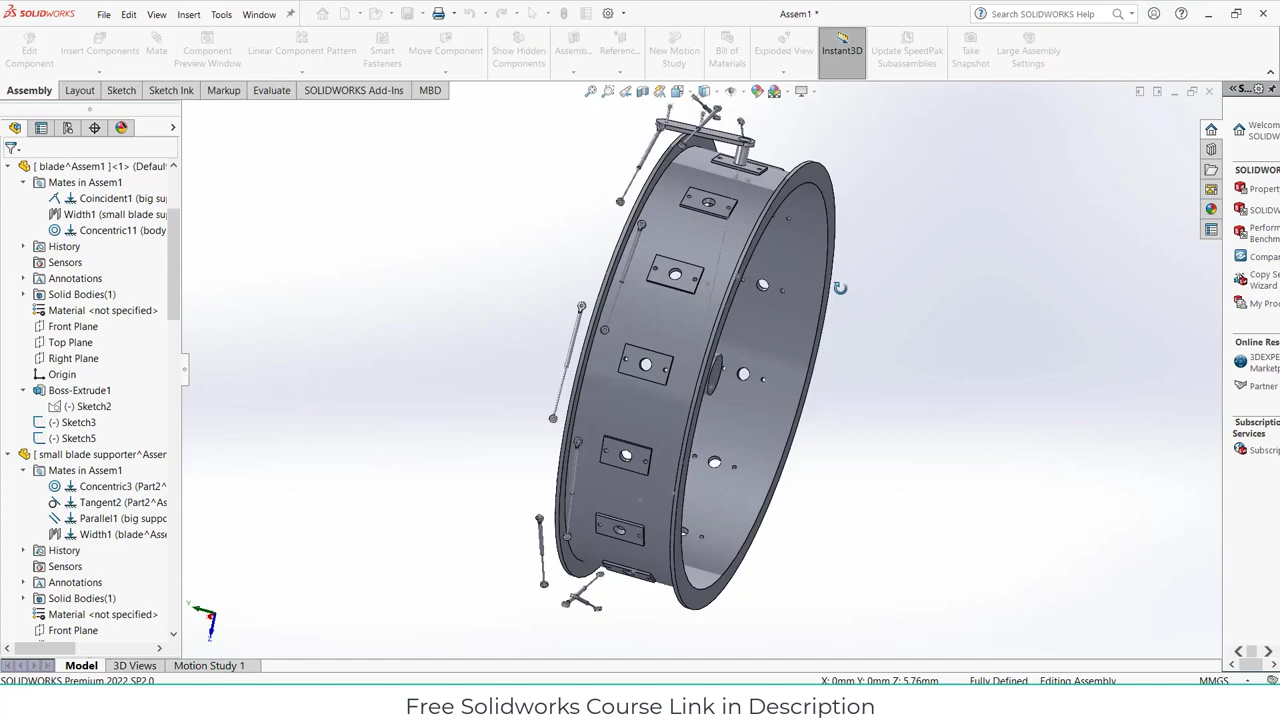 SOLIDWORKS
File
Edit
View
Insert
Tools
Window
Assem1 *
Search SOLIDWORKS Help
Edit Component
Insert Components
Mate
Component Preview Window
Linear Component Pattern
Smart Fasteners
Move Component
Show Hidden Components
Assemb...
Referenc...
New Motion Study
Bill of Materials
Exploded View
Instant3D
Update SpeedPak Subassemblies
Take Snapshot
Large Assembly Settings
Assembly
Layout
Sketch
Sketch Ink
Markup
Evaluate
SOLIDWORKS Add-Ins
MBD
[ blade^Assem1 ]<1> (Defau
Mates in Assem1
Coincident1 (big su
Width1 (small blade su
Concentric11 (body
History
Sensors
Annotations
Solid Bodies(1)
Material <not specified>
Front Plane
Top Plane
Right Plane
Origin
Boss-Extrude1
(-) Sketch2
(-) Sketch3
(-) Sketch5
[ small blade supporter^Assem
Mates in Assem1
Concentric3 (Part2^As
Tangent2 (Part2^As
Parallel1 (big suppo
Width1 (blade^Asse
History
Sensors
Annotations
Solid Bodies(1)
Material <not specified>
Front Plane
S...
Welcom
SOLIDWOR
Propert
SOLIDW
Perform
Benchm
Compar
Copy Se
Wizard
My Pro
Online Res
3DEXPE
Marketp
Partner
Subscriptio
Services
Subscrip
Y
Z
Model
3D Views
Motion Study 1
SOLIDWORKS Premium 2022 SP2.0
X: 0mm Y: 0mm Z: 5.76mm
Fully Defined
Editing Assembly
MMGS
Free Solidworks Course Link in Description